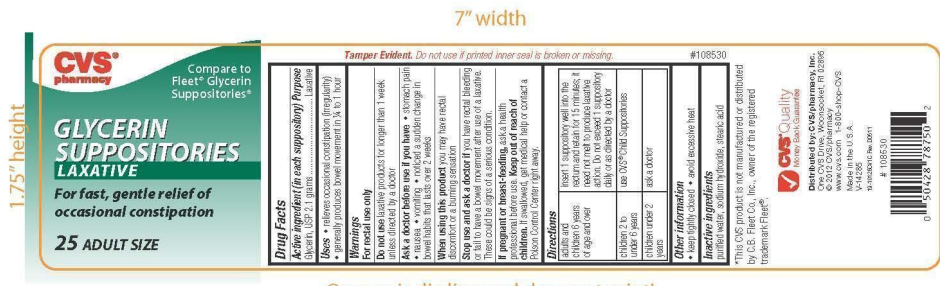 7" width
1.75" height
CVS®
pharmacy
Compare to
Fleet® Glycerin
Suppositories*
GLYCERIN
SUPPOSITORIES
LAXATIVE
For fast, gentle relief of
occasional constipation
25 ADULT SIZE
Tamper Evident. Do not use if printed inner seal is broken or missing.
#108530
Drug Facts
Active ingredient (in each suppository) Purpose
Glycerin, USP 2.1 grams.................... Laxative
Uses • relieves occasional constipation (irregularity)
• generally produces bowel movement in ¼ to 1 hour
Warnings
For rectal use only
Do not use laxative products for longer than 1 week
unless directed by a doctor
Ask a doctor before use if you have • stomach pain
• nausea • vomiting • noticed a sudden change in
bowel habits that lasts over 2 weeks
When using this product you may have rectal
discomfort or a burning sensation
Stop use and ask a doctor if you have rectal bleeding
or fail to have a bowel movement after use of a laxative.
These could be signs of a serious condition.
If pregnant or breast-feeding, ask a health
professional before use. Keep out of reach of
children. If swallowed, get medical help or contact a
Poison Control Center right away.
Directions
adults and
children 6 years
of age and over
insert 1 suppository well into the
rectum and retain for 15 minutes; it
need not melt to produce laxative
action. Do not exceed 1 suppository
daily or as directed by a doctor
children 2 to
under 6 years
use CVS® Child Suppositories
children under 2
years
ask a doctor
Other information
• keep tightly closed • avoid excessive heat
Inactive ingredients
purified water, sodium hydroxide, stearic acid
*This CVS product is not manufactured or distributed
by C.B. Fleet Co., Inc., owner of the registered
trademark Fleet®.
CVS Quality
Money Back Guarantee
Distributed by: CVS/pharmacy, Inc.
One CVS Drive, Woonsocket, RI 02895
© 2012 CVS/pharmacy
www.cvs.com 1-800-shop-CVS
Made in the U.S.A.
V-14285
# 108530
0 50428 78750 2